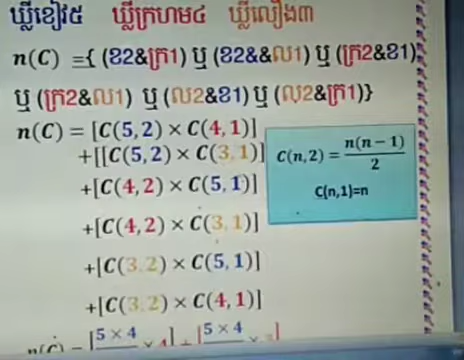 ឃ្លីខៀវ៥ ឃ្លីក្រហម៤ ឃ្លីលឿង៣
n(C) ={ (ខ2&ក្រ1) ឬ (ខ2&&ល1) ឬ (ក្រ2&ខ1)
ឬ (ក្រ2&ល1) ឬ (ល2&ខ1) ឬ (ល2&ក្រ1)}
n(C) = [C(5,2) × C(4,1)]
+[[C(5,2) × C(3,1)]
+[C(4,2) × C(5,1)]
+[C(4,2) × C(3,1)]
+[C(3,2) × C(5,1)]
+[C(3,2) × C(4,1)]
C(n,2) = n(n−1)/2
C(n,1)=n